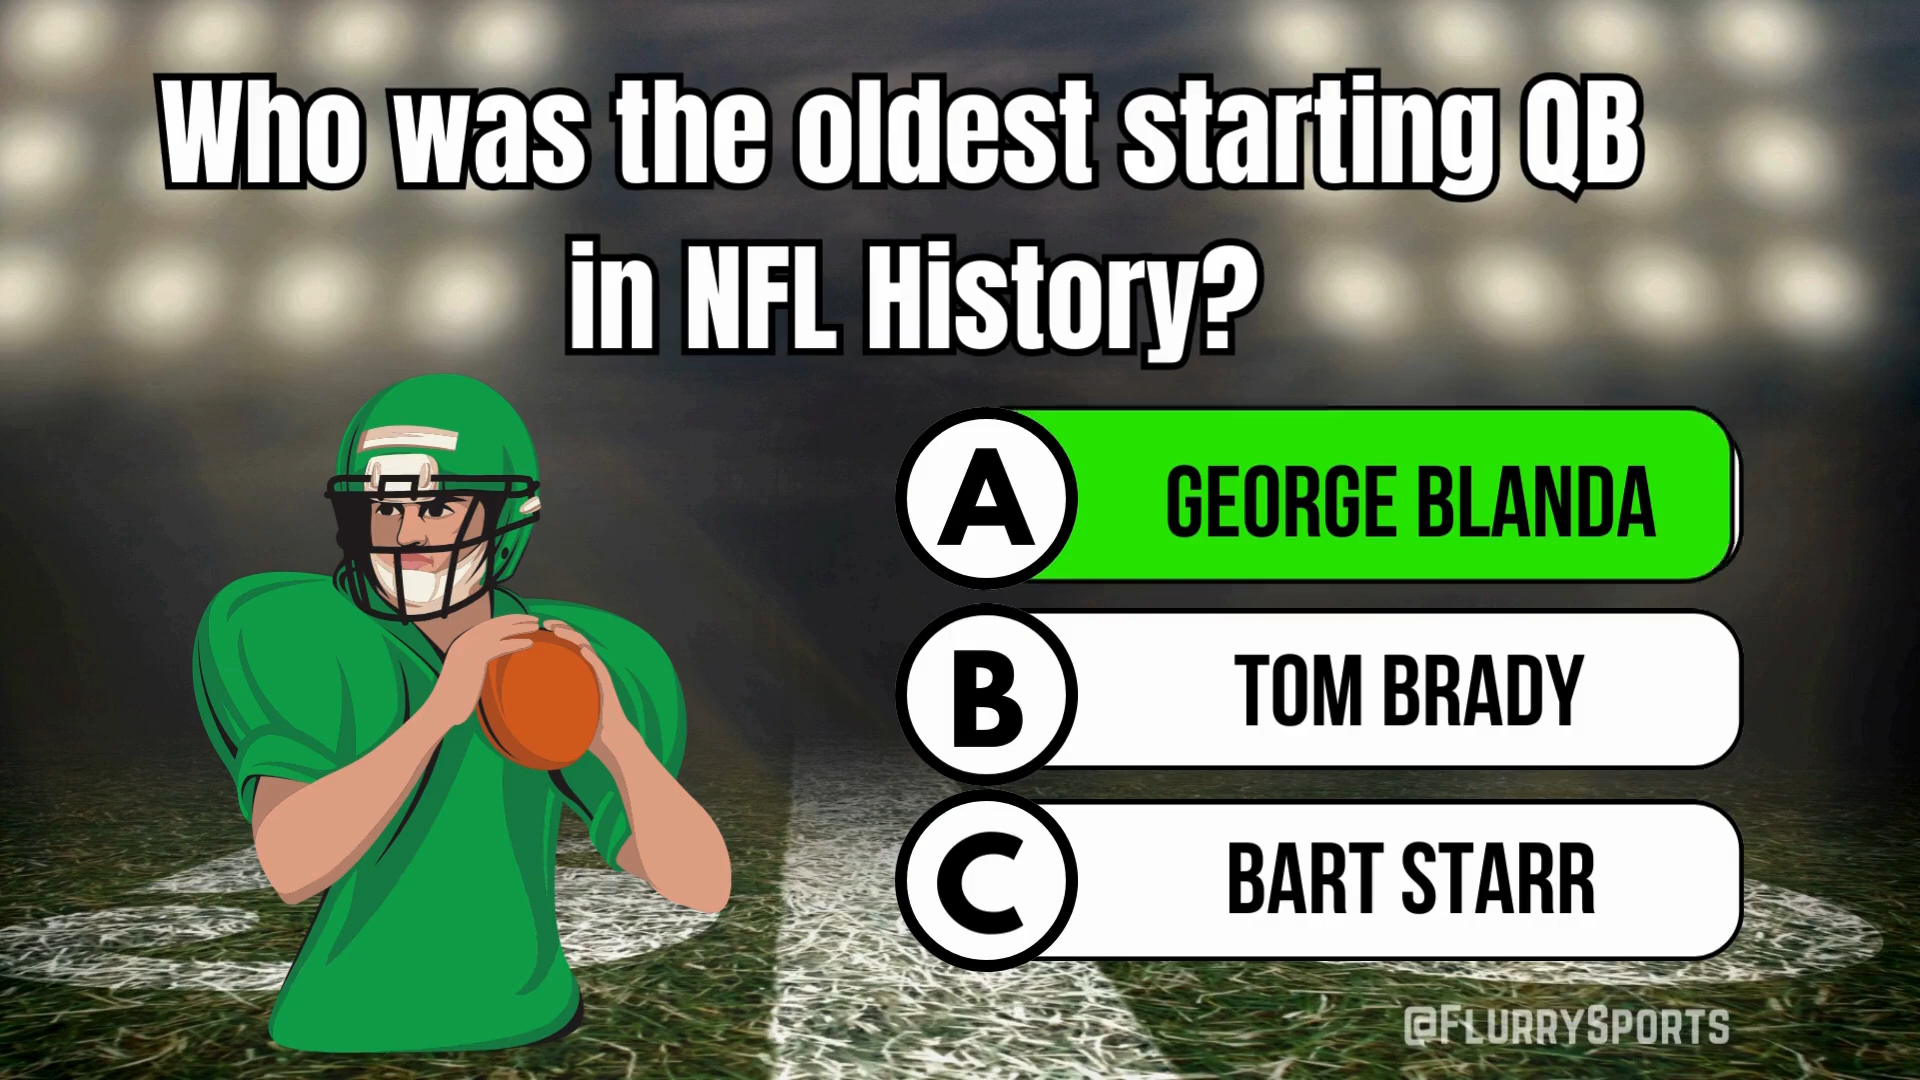 Who was the oldest starting QB
in NFL History?
A GEORGE BLANDA
B TOM BRADY
C BART STARR
@FlurrySports